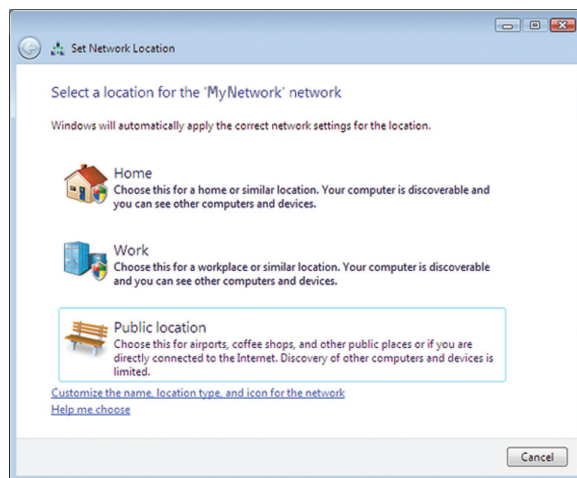 Set Network Location
Select a location for the 'MyNetwork' network
Windows will automatically apply the correct network settings for the location.
Home
Choose this for a home or similar location. Your computer is discoverable and
you can see other computers and devices.
Work
Choose this for a workplace or similar location. Your computer is discoverable
and you can see other computers and devices.
Public location
Choose this for airports, coffee shops, and other public places or if you are
directly connected to the Internet. Discovery of other computers and devices is
limited.
Customize the name, location type, and icon for the network
Help me choose
Cancel